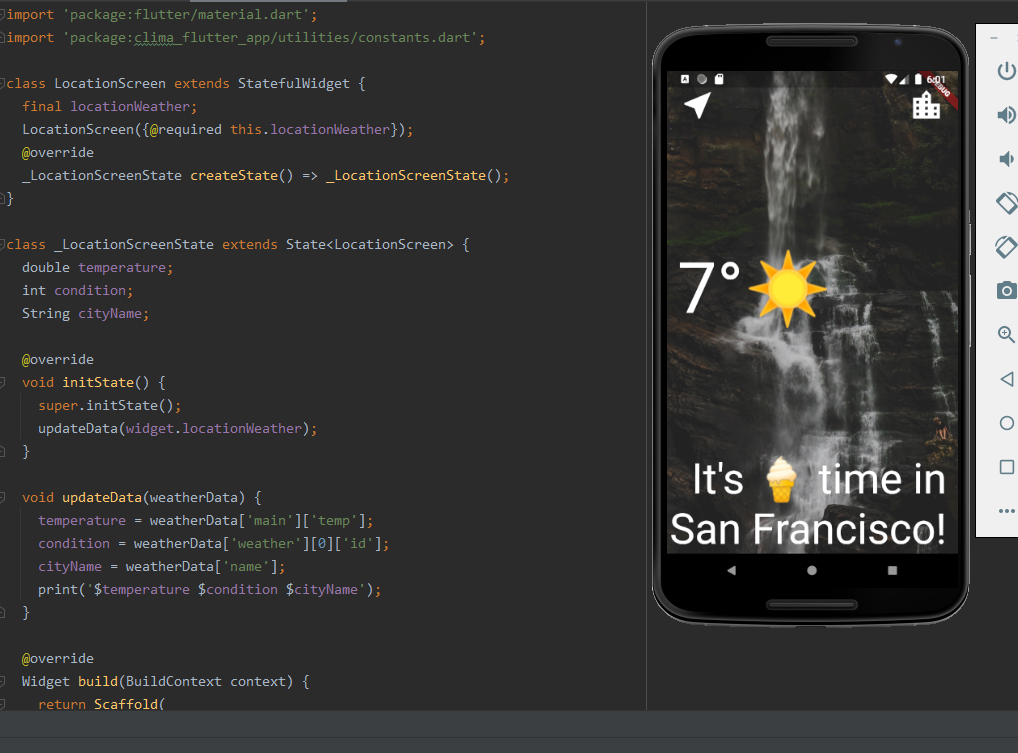 import 'package:flutter/material.dart';
import 'package:clima_flutter_app/utilities/constants.dart';
class LocationScreen extends StatefulWidget {
final locationWeather;
LocationScreen({@required this.locationWeather});
@override
_LocationScreenState createState() => _LocationScreenState();
}
class _LocationScreenState extends State<LocationScreen> {
double temperature;
int condition;
String cityName;
@override
void initState() {
super.initState();
updateData(widget.locationWeather);
}
void updateData(weatherData) {
temperature = weatherData['main']['temp'];
condition = weatherData['weather'][0]['id'];
cityName = weatherData['name'];
print('$temperature $condition $cityName');
}
@override
Widget build(BuildContext context) {
return Scaffold(
A 6:01
DEBUG
7°☀️
It's 🍦 time in
San Francisco!